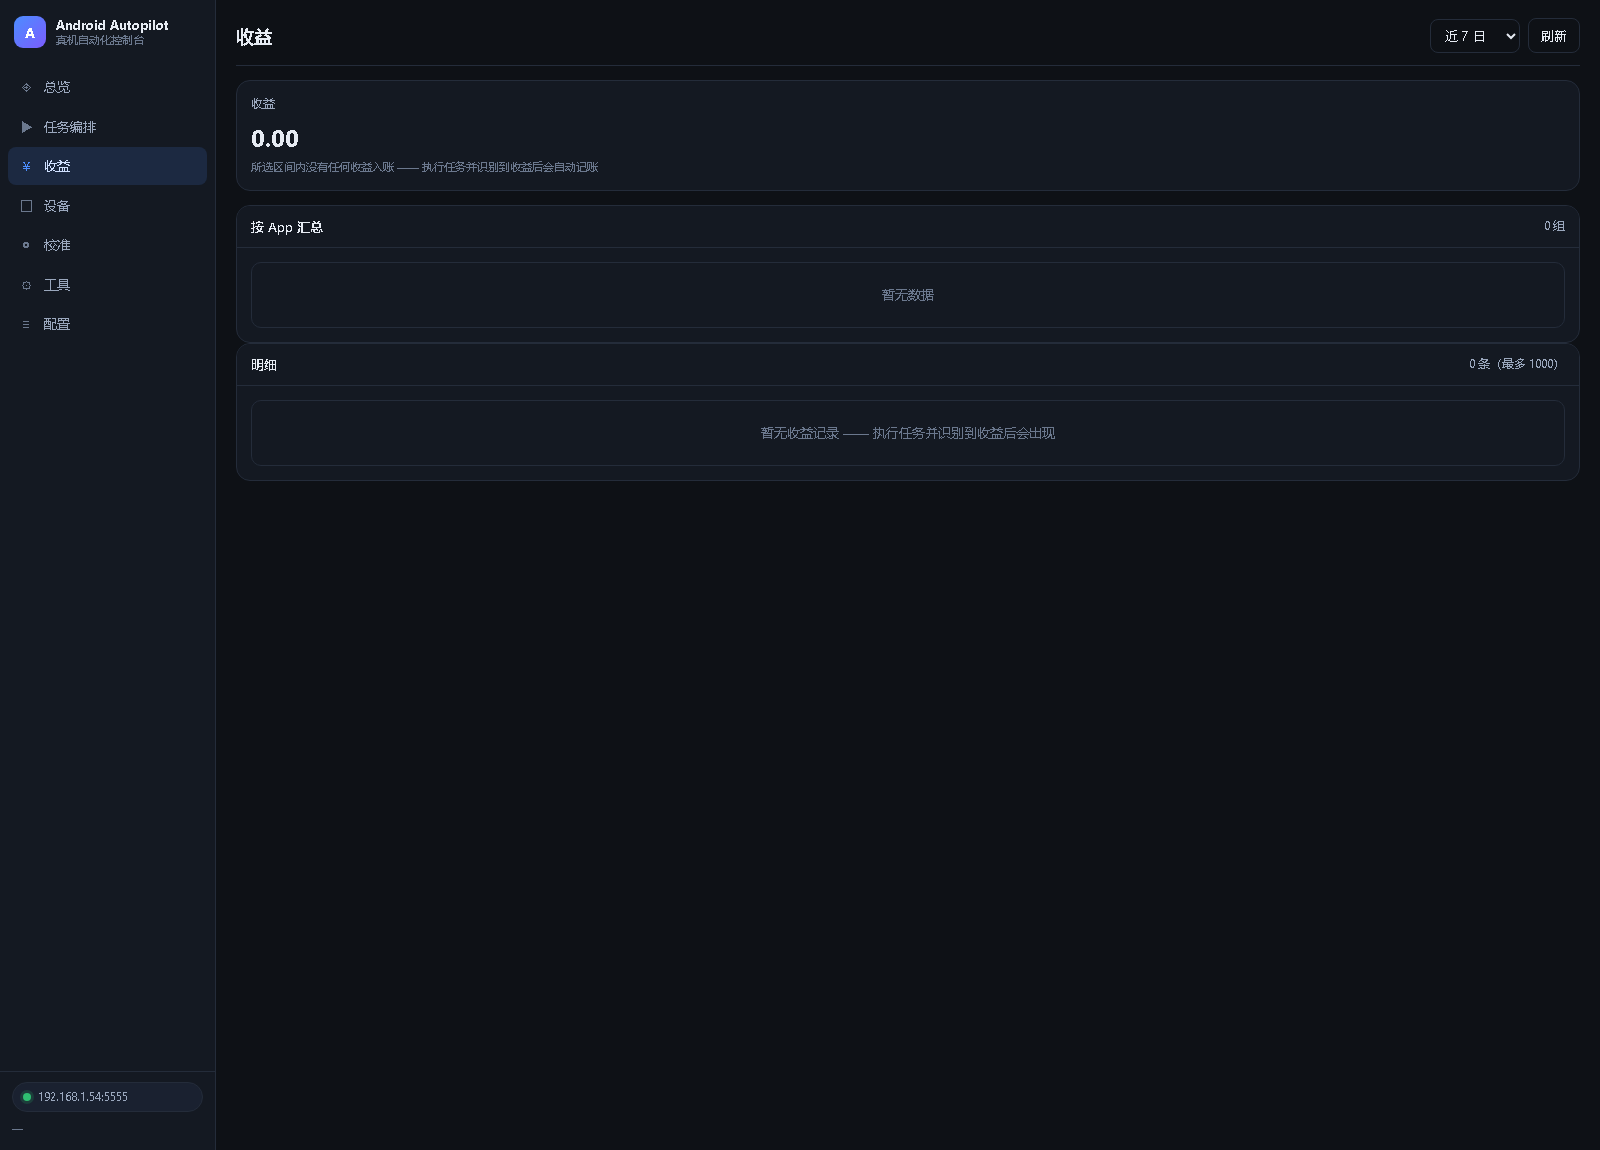 A
Android Autopilot
真机自动化控制台
总览
任务编排
¥ 收益
设备
校准
工具
配置
192.168.1.54:5555
—
收益
近 7 日
刷新
收益
0.00
所选区间内没有任何收益入账 —— 执行任务并识别到收益后会自动记账
按 App 汇总
0 组
暂无数据
明细
0 条（最多 1000）
暂无收益记录 —— 执行任务并识别到收益后会出现